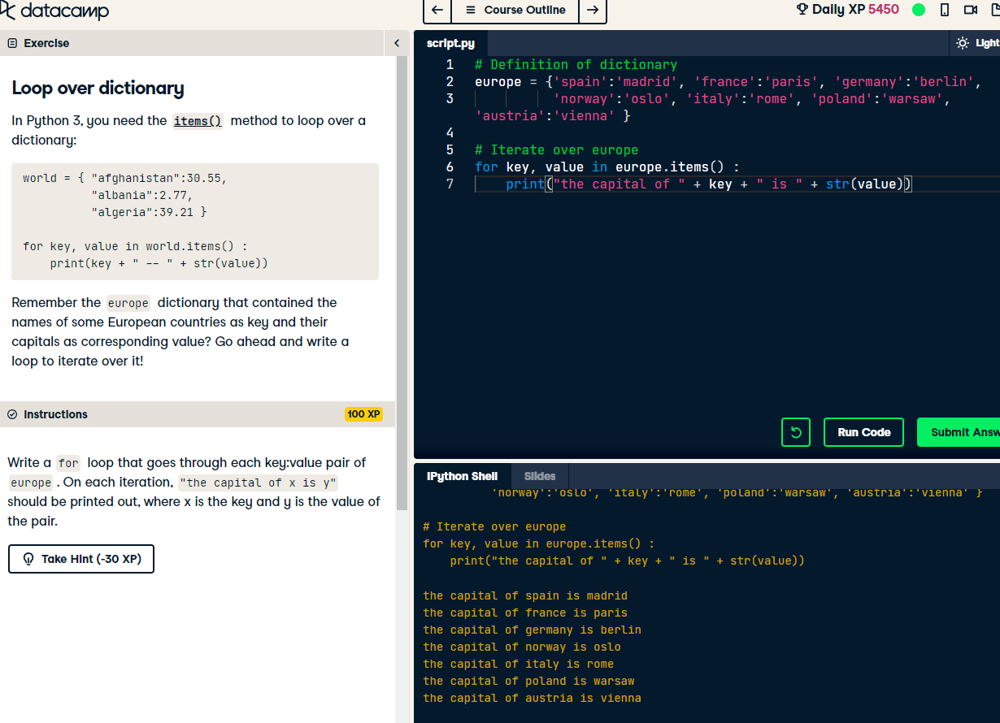 datacamp
Course Outline
Daily XP 5450
Exercise
script.py
Light
Loop over dictionary
In Python 3, you need the items() method to loop over a
dictionary:
world = { "afghanistan":30.55,
"albania":2.77,
"algeria":39.21 }
for key, value in world.items() :
print(key + " -- " + str(value))
Remember the europe dictionary that contained the
names of some European countries as key and their
capitals as corresponding value? Go ahead and write a
loop to iterate over it!
Instructions
100 XP
Write a for loop that goes through each key:value pair of
europe . On each iteration, "the capital of x is y"
should be printed out, where x is the key and y is the value of
the pair.
Take Hint (-30 XP)
1 # Definition of dictionary
2 europe = {'spain':'madrid', 'france':'paris', 'germany':'berlin',
3 'norway':'oslo', 'italy':'rome', 'poland':'warsaw',
'austria':'vienna' }
4
5 # Iterate over europe
6 for key, value in europe.items() :
7 print("the capital of " + key + " is " + str(value))
Run Code
Submit Answ
IPython Shell
Slides
'norway':'oslo', 'italy':'rome', 'poland':'warsaw', 'austria':'vienna' }
# Iterate over europe
for key, value in europe.items() :
print("the capital of " + key + " is " + str(value))
the capital of spain is madrid
the capital of france is paris
the capital of germany is berlin
the capital of norway is oslo
the capital of italy is rome
the capital of poland is warsaw
the capital of austria is vienna